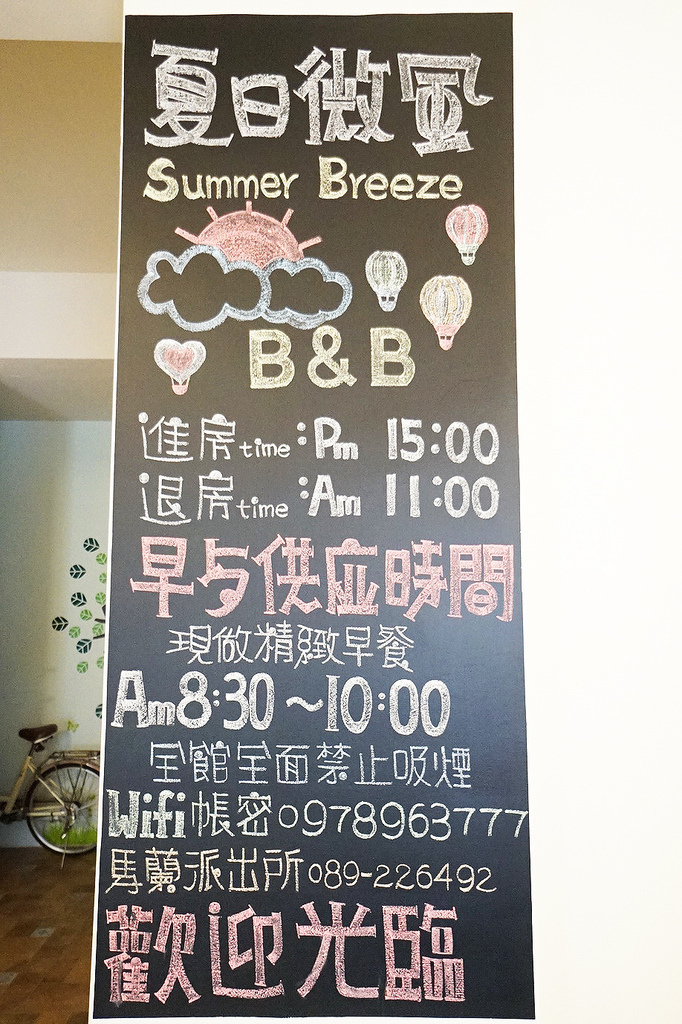 夏日微風
Summer Breeze
B&B
進房time:Pm 15:00
退房time:Am 11:00
早与供应時間
現做精緻早餐
Am8:30~10:00
全館全面禁止吸煙
Wifi帳密0978963777
馬蘭派出所089-226492
歡迎光臨